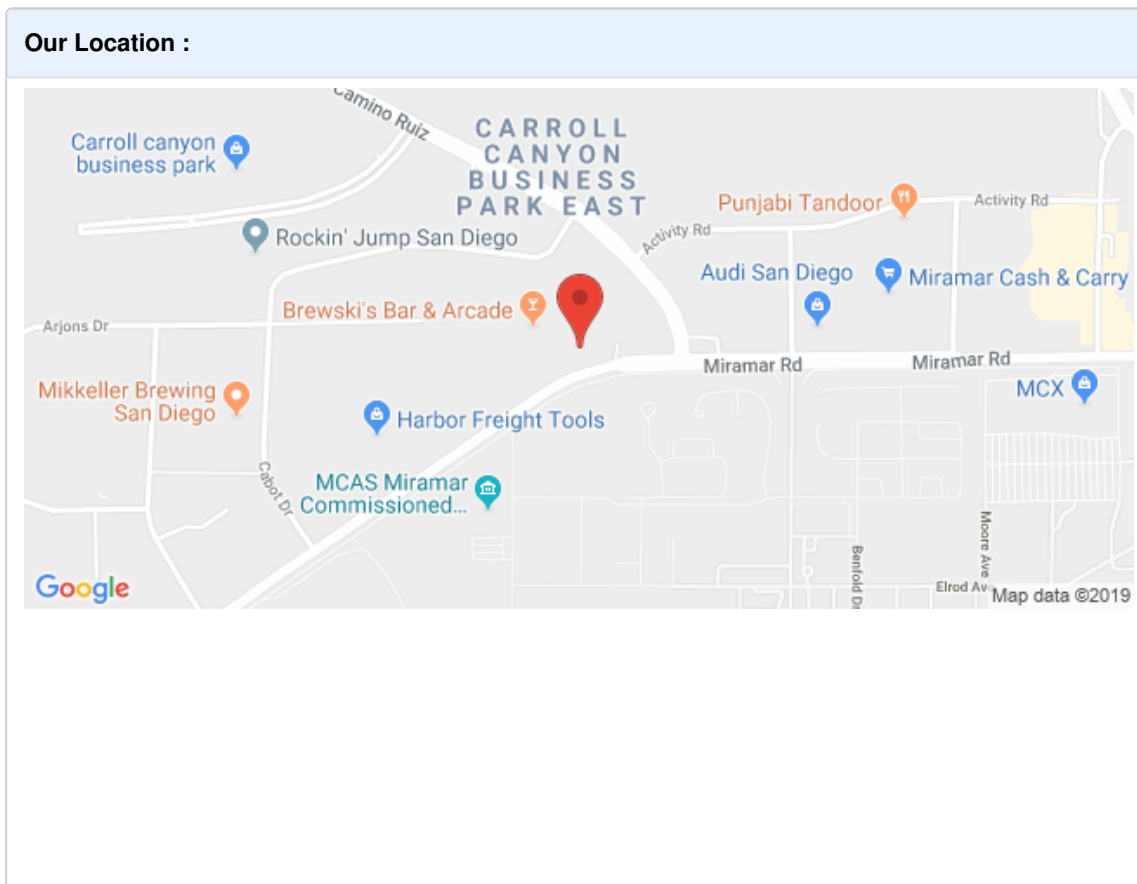 Our Location :
Camino Ruiz
CARROLL
CANYON
BUSINESS
PARK EAST
Carroll canyon
business park
Punjabi Tandoor
Activity Rd
Activity Rd
Rockin' Jump San Diego
Audi San Diego
Miramar Cash & Carry
Brewski's Bar & Arcade
Arjons Dr
Miramar Rd
Miramar Rd
MCX
Mikkeller Brewing
San Diego
Harbor Freight Tools
Cabot Dr
MCAS Miramar
Commissioned...
Moore Ave
Benfold Dr
Elrod Av
Google
Map data ©2019